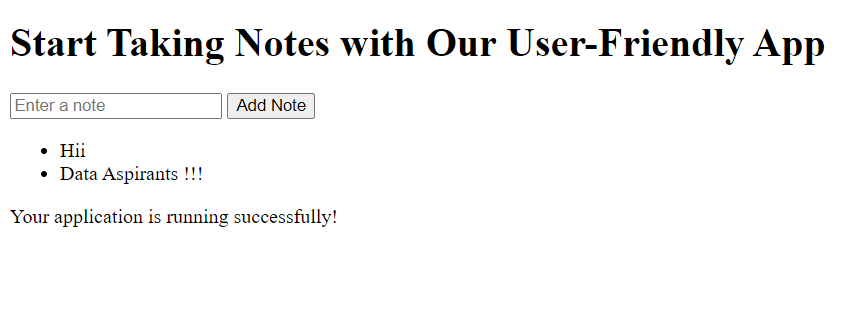 Start Taking Notes with Our User-Friendly App
Enter a note
Add Note
Hii
Data Aspirants !!!
Your application is running successfully!